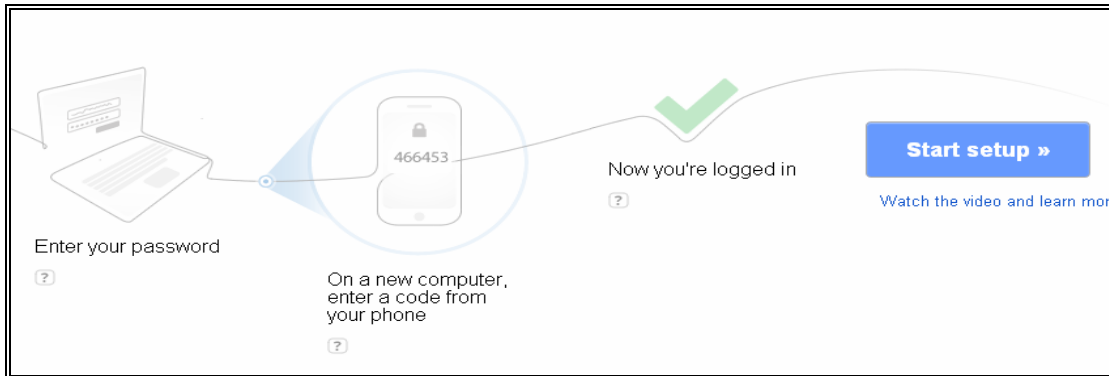 466453
Start setup »
Now you're logged in
?
Watch the video and learn mor
Enter your password
?
On a new computer,
enter a code from
your phone
?